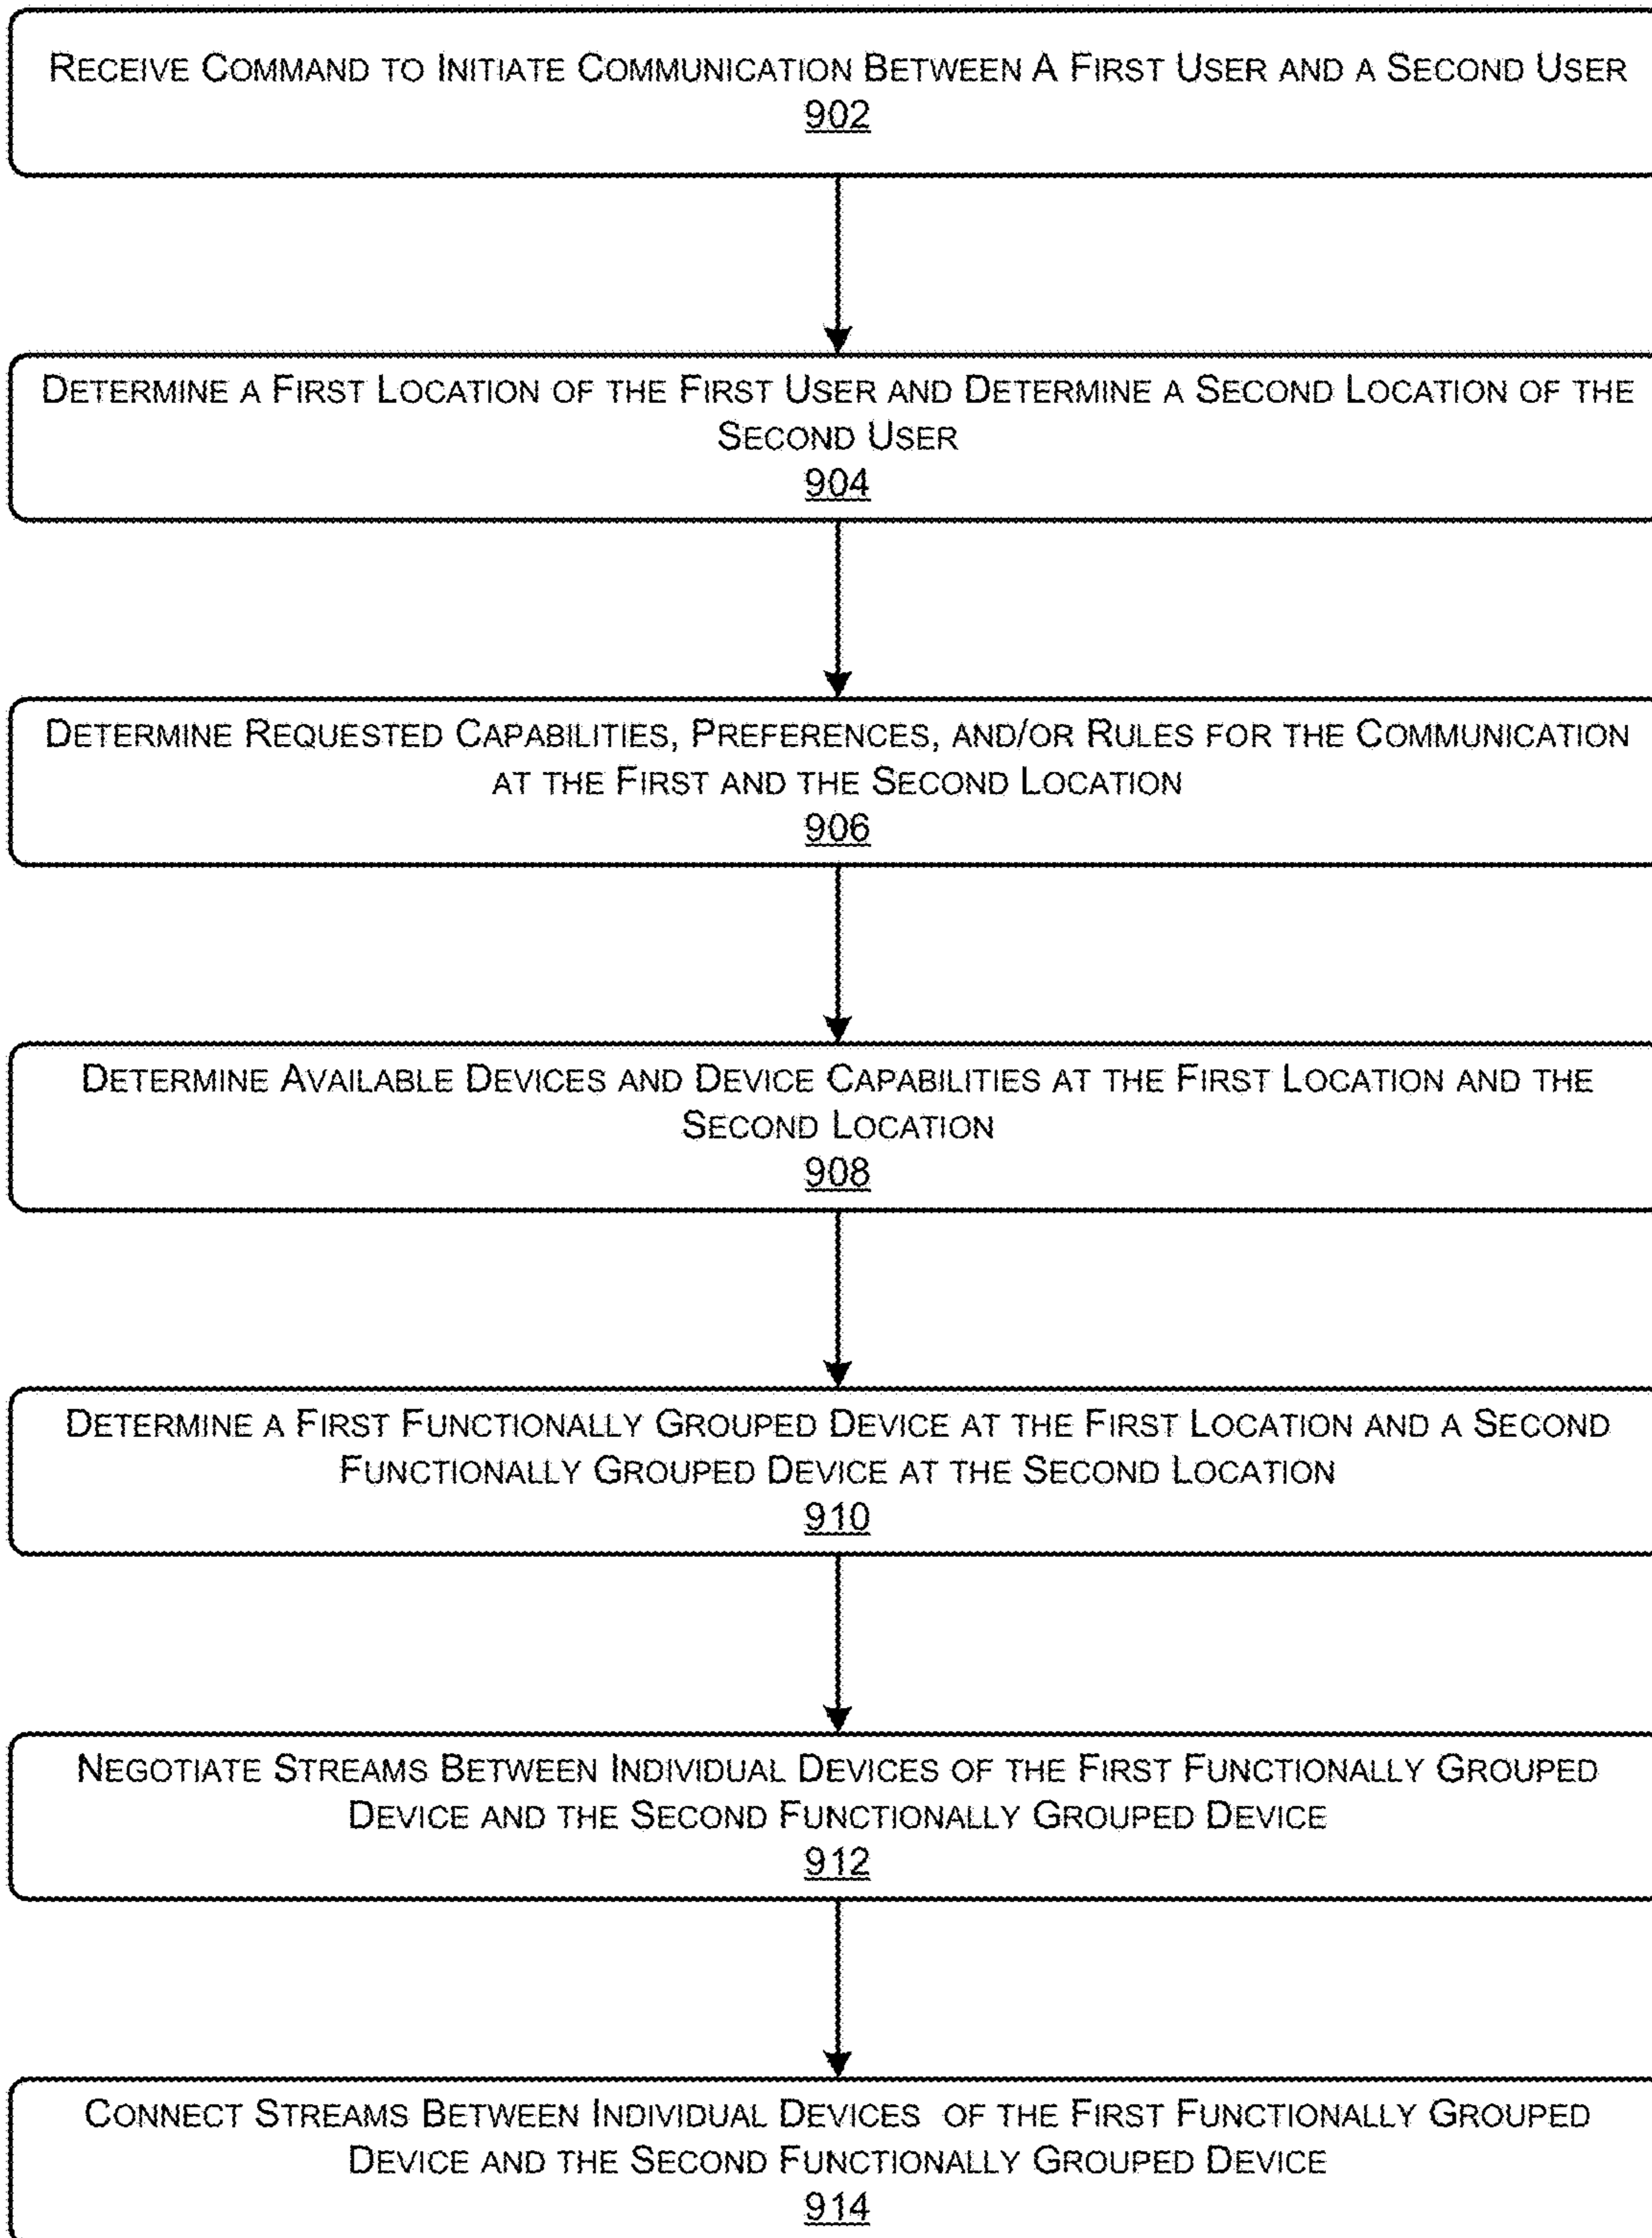 RECEIVE COMMAND TO INITIATE COMMUNICATION BETWEEN A FIRST USER AND A SECOND USER
902
DETERMINE A FIRST LOCATION OF THE FIRST USER AND DETERMINE A SECOND LOCATION OF THE
SECOND USER
904
DETERMINE REQUESTED CAPABILITIES, PREFERENCES, AND/OR RULES FOR THE COMMUNICATION
AT THE FIRST AND THE SECOND LOCATION
906
DETERMINE AVAILABLE DEVICES AND DEVICE CAPABILITIES AT THE FIRST LOCATION AND THE
SECOND LOCATION
908
DETERMINE A FIRST FUNCTIONALLY GROUPED DEVICE AT THE FIRST LOCATION AND A SECOND
FUNCTIONALLY GROUPED DEVICE AT THE SECOND LOCATION
910
NEGOTIATE STREAMS BETWEEN INDIVIDUAL DEVICES OF THE FIRST FUNCTIONALLY GROUPED
DEVICE AND THE SECOND FUNCTIONALLY GROUPED DEVICE
912
CONNECT STREAMS BETWEEN INDIVIDUAL DEVICES OF THE FIRST FUNCTIONALLY GROUPED
DEVICE AND THE SECOND FUNCTIONALLY GROUPED DEVICE
914